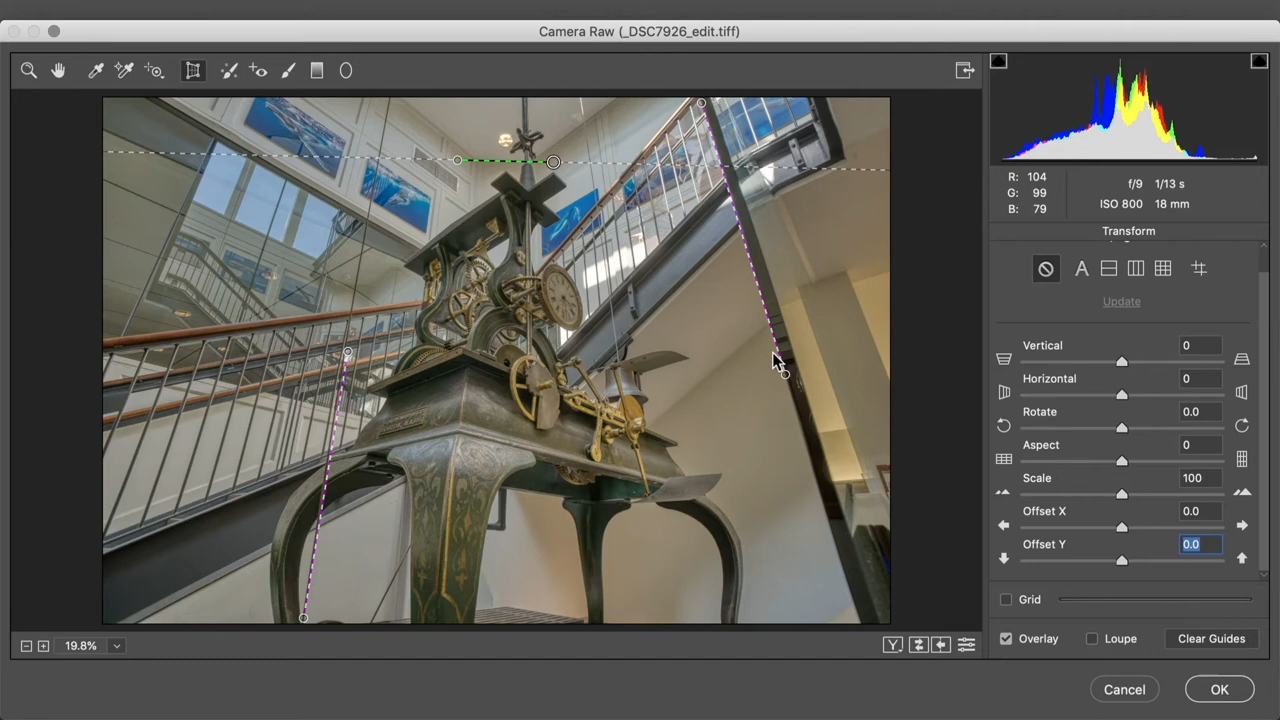 Camera Raw (_DSC7926_edit.tiff)
R: 104
G: 99
B: 79
f/9 1/13 s
ISO 800 18 mm
Transform
A
Update
Vertical 0
Horizontal 0
Rotate 0.0
Aspect 0
Scale 100
Offset X 0.0
Offset Y 0.0
Grid
Overlay
Loupe
Clear Guides
19.8%
Y
Cancel
OK